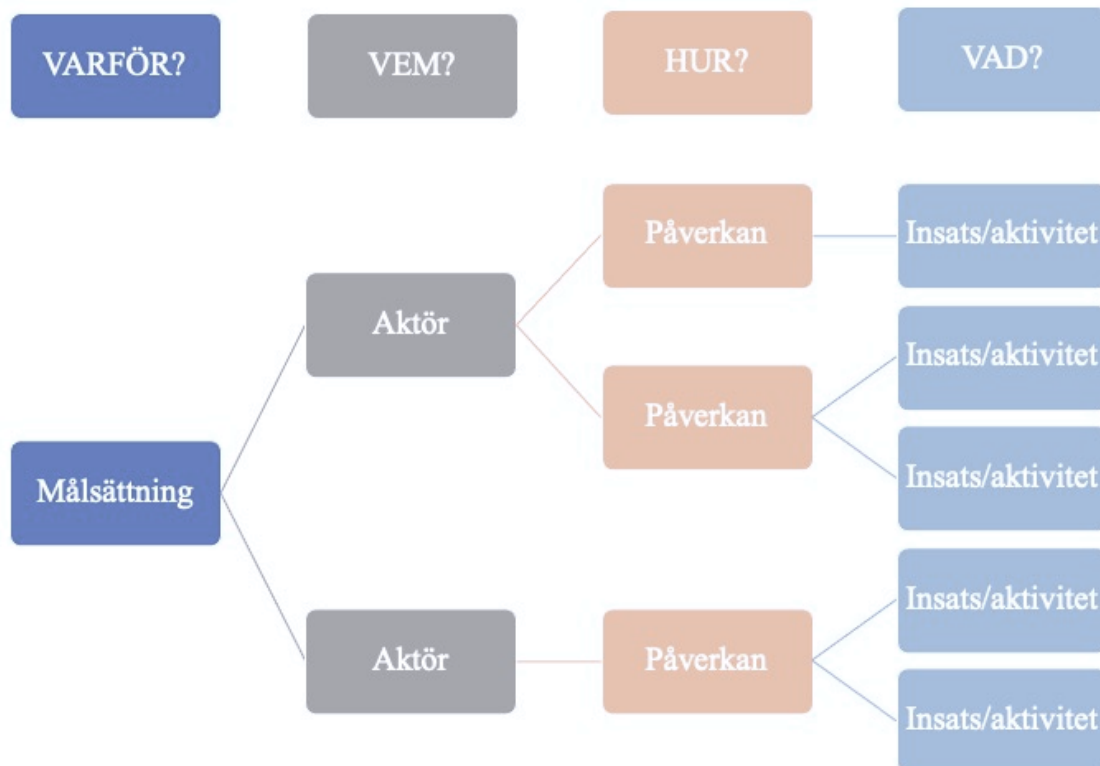 VARFÖR?
VEM?
HUR?
VAD?
Påverkan
Insats/aktivitet
Aktör
Insats/aktivitet
Påverkan
Målsättning
Insats/aktivitet
Insats/aktivitet
Aktör
Påverkan
Insats/aktivitet